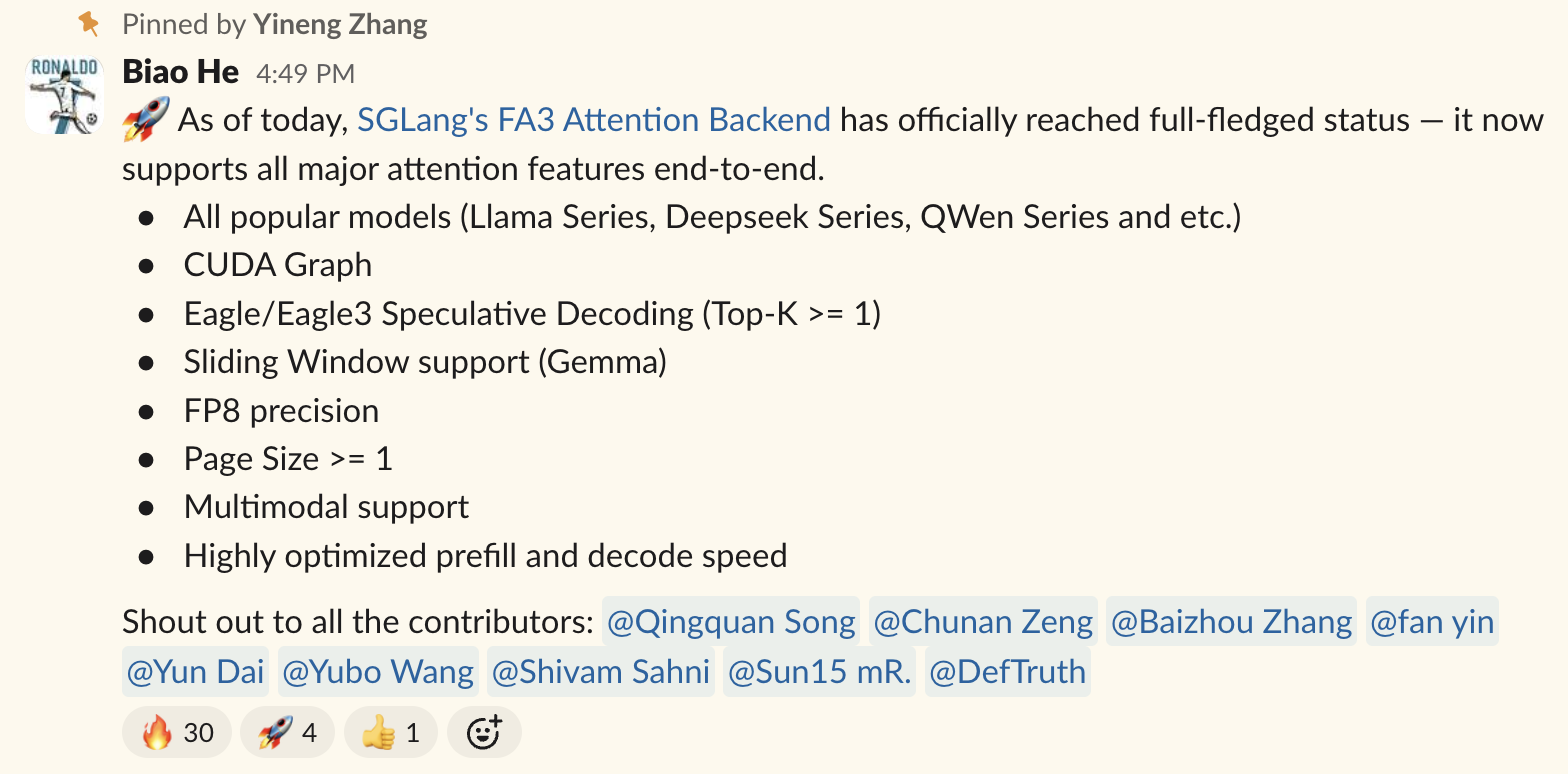 Pinned by Yineng Zhang
RONALDO
Biao He 4:49 PM
🚀 As of today, SGLang's FA3 Attention Backend has officially reached full-fledged status — it now
supports all major attention features end-to-end.
● All popular models (Llama Series, Deepseek Series, QWen Series and etc.)
● CUDA Graph
● Eagle/Eagle3 Speculative Decoding (Top-K >= 1)
● Sliding Window support (Gemma)
● FP8 precision
● Page Size >= 1
● Multimodal support
● Highly optimized prefill and decode speed
Shout out to all the contributors: @Qingquan Song @Chunan Zeng @Baizhou Zhang @fan yin
@Yun Dai @Yubo Wang @Shivam Sahni @Sun15 mR. @DefTruth
🔥 30 🚀 4 👍 1